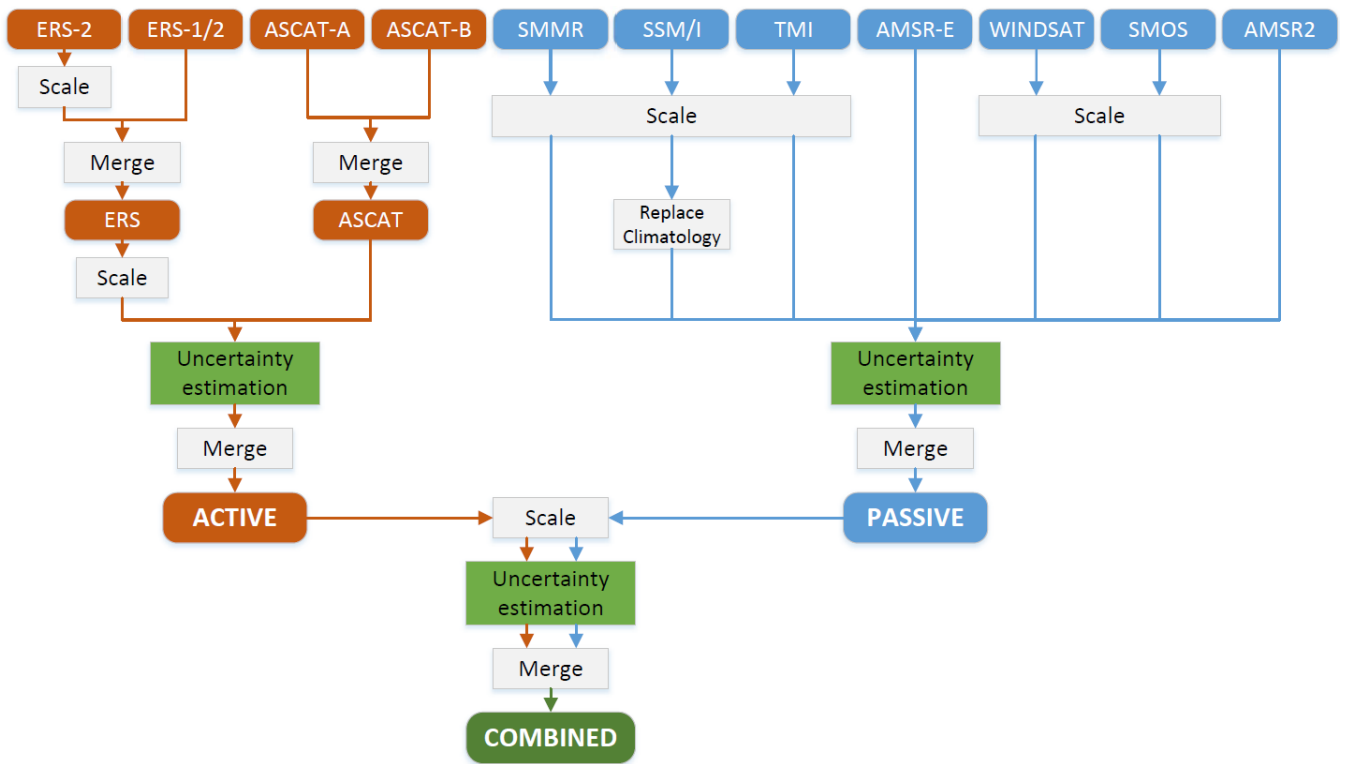 ERS-2
ERS-1/2
ASCAT-A
ASCAT-B
SMMR
SSM/I
TMI
AMSR-E
WINDSAT
SMOS
AMSR2
Scale
Scale
Scale
Merge
Merge
ERS
ASCAT
Replace
Climatology
Scale
Uncertainty
estimation
Uncertainty
estimation
Merge
Merge
ACTIVE
Scale
PASSIVE
Uncertainty
estimation
Merge
COMBINED